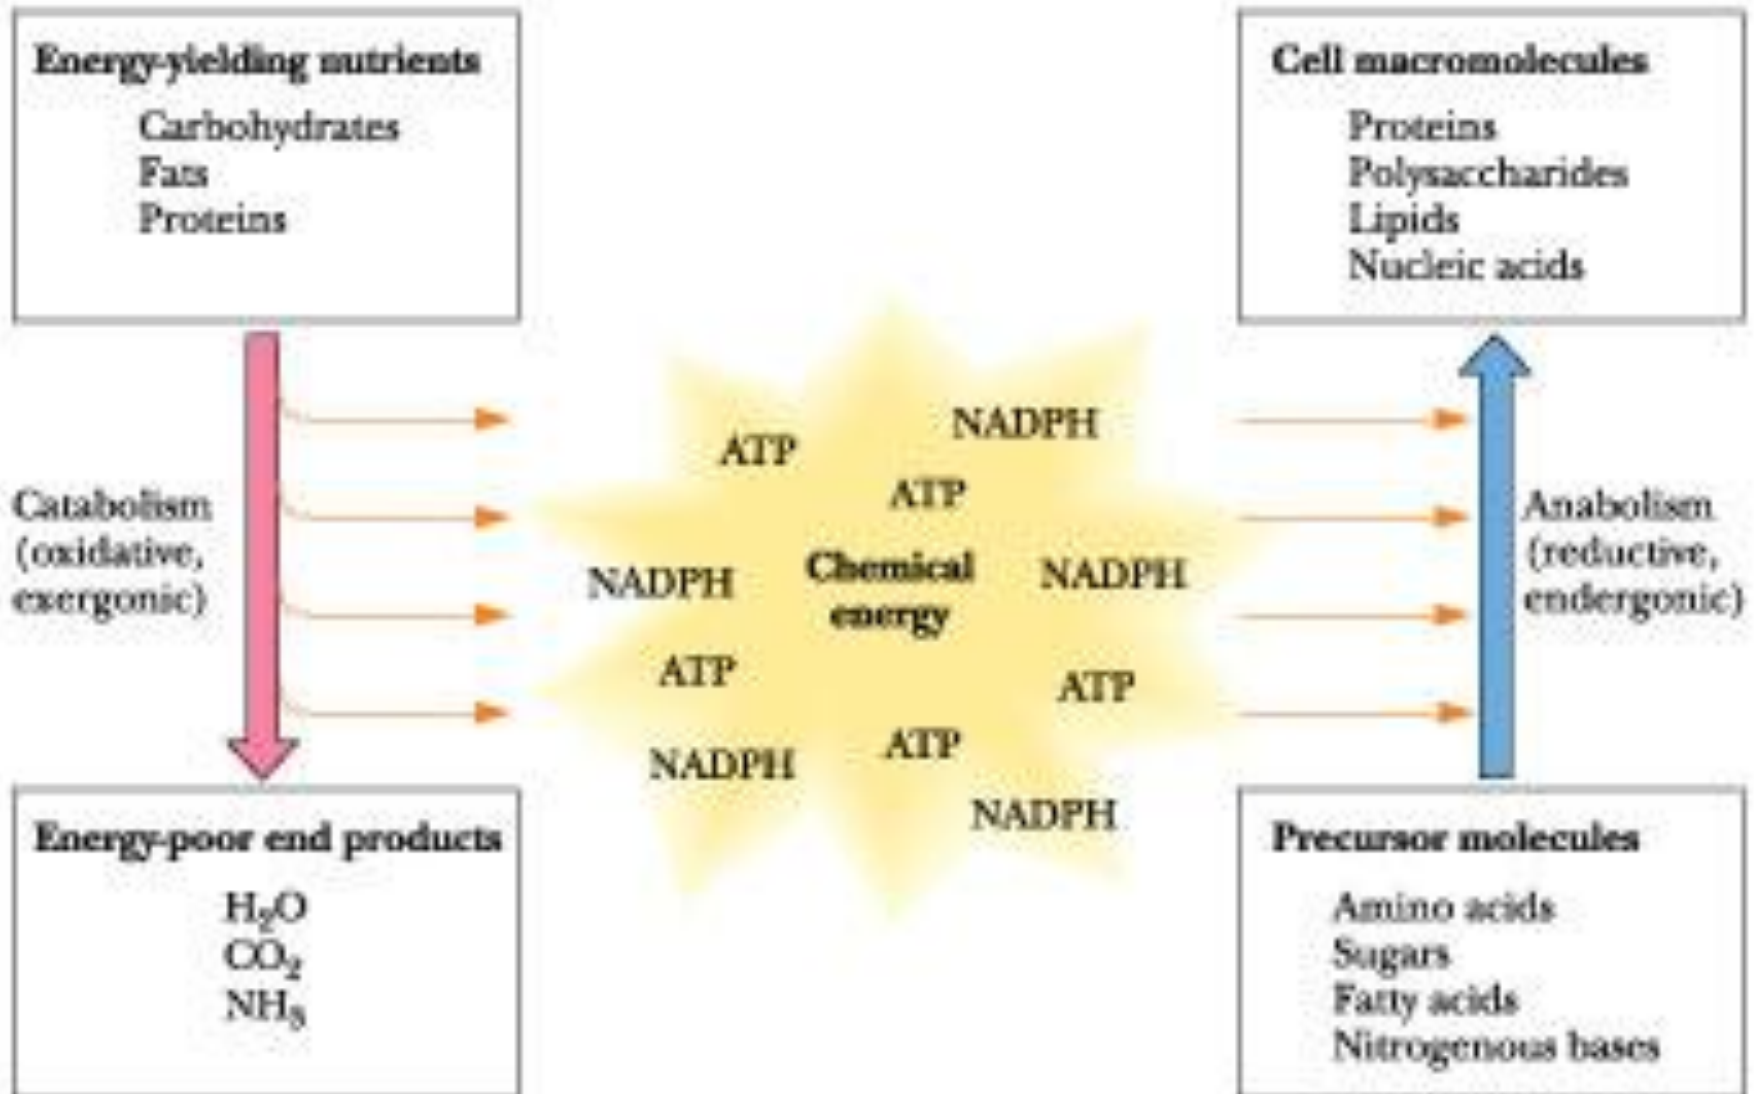 Energy-yielding nutrients
Carbohydrates
Fats
Proteins
Cell macromolecules
Proteins
Polysaccharides
Lipids
Nucleic acids
Catabolism
(oxidative,
exergonic)
ATP
NADPH
ATP
NADPH
Chemical
energy
NADPH
ATP
ATP
NADPH
ATP
NADPH
Anabolism
(reductive,
endergonic)
Energy-poor end products
H₂O
CO₂
NH₃
Precursor molecules
Amino acids
Sugars
Fatty acids
Nitrogenous bases